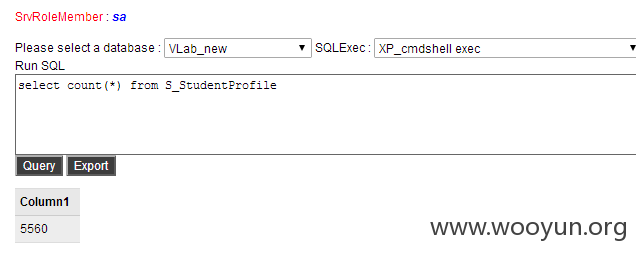 SrvRoleMember : sa
Please select a database : VLab_new SQLExec : XP_cmdshell exec
Run SQL
select count(*) from S_StudentProfile
Query Export
Column1
5560
www.wooyun.org